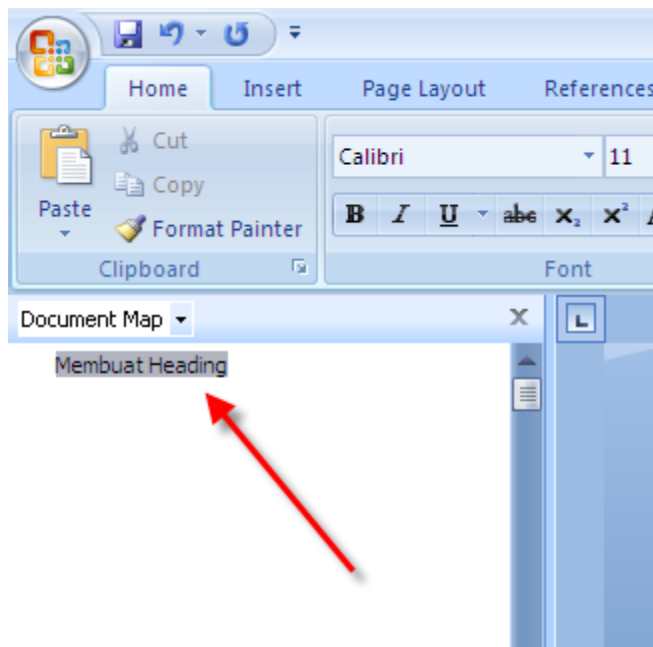 Home Insert Page Layout References
Cut
Calibri 11
Copy
Paste
Format Painter
B I U abe X₂ X²
Clipboard Font
Document Map
Membuat Heading